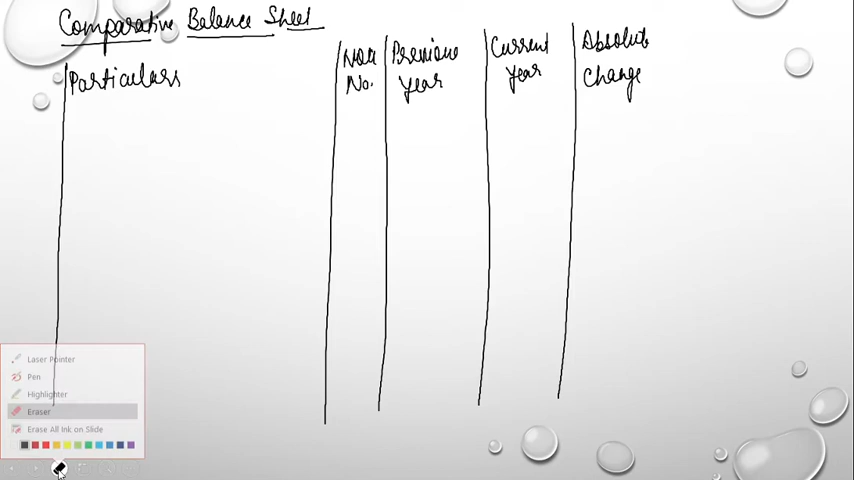 Comparative Balance Sheet
Particulars
Note No.
Previous Year
Current Year
Absolute Change
Laser Pointer
Pen
Highlighter
Eraser
Erase All Ink on Slide